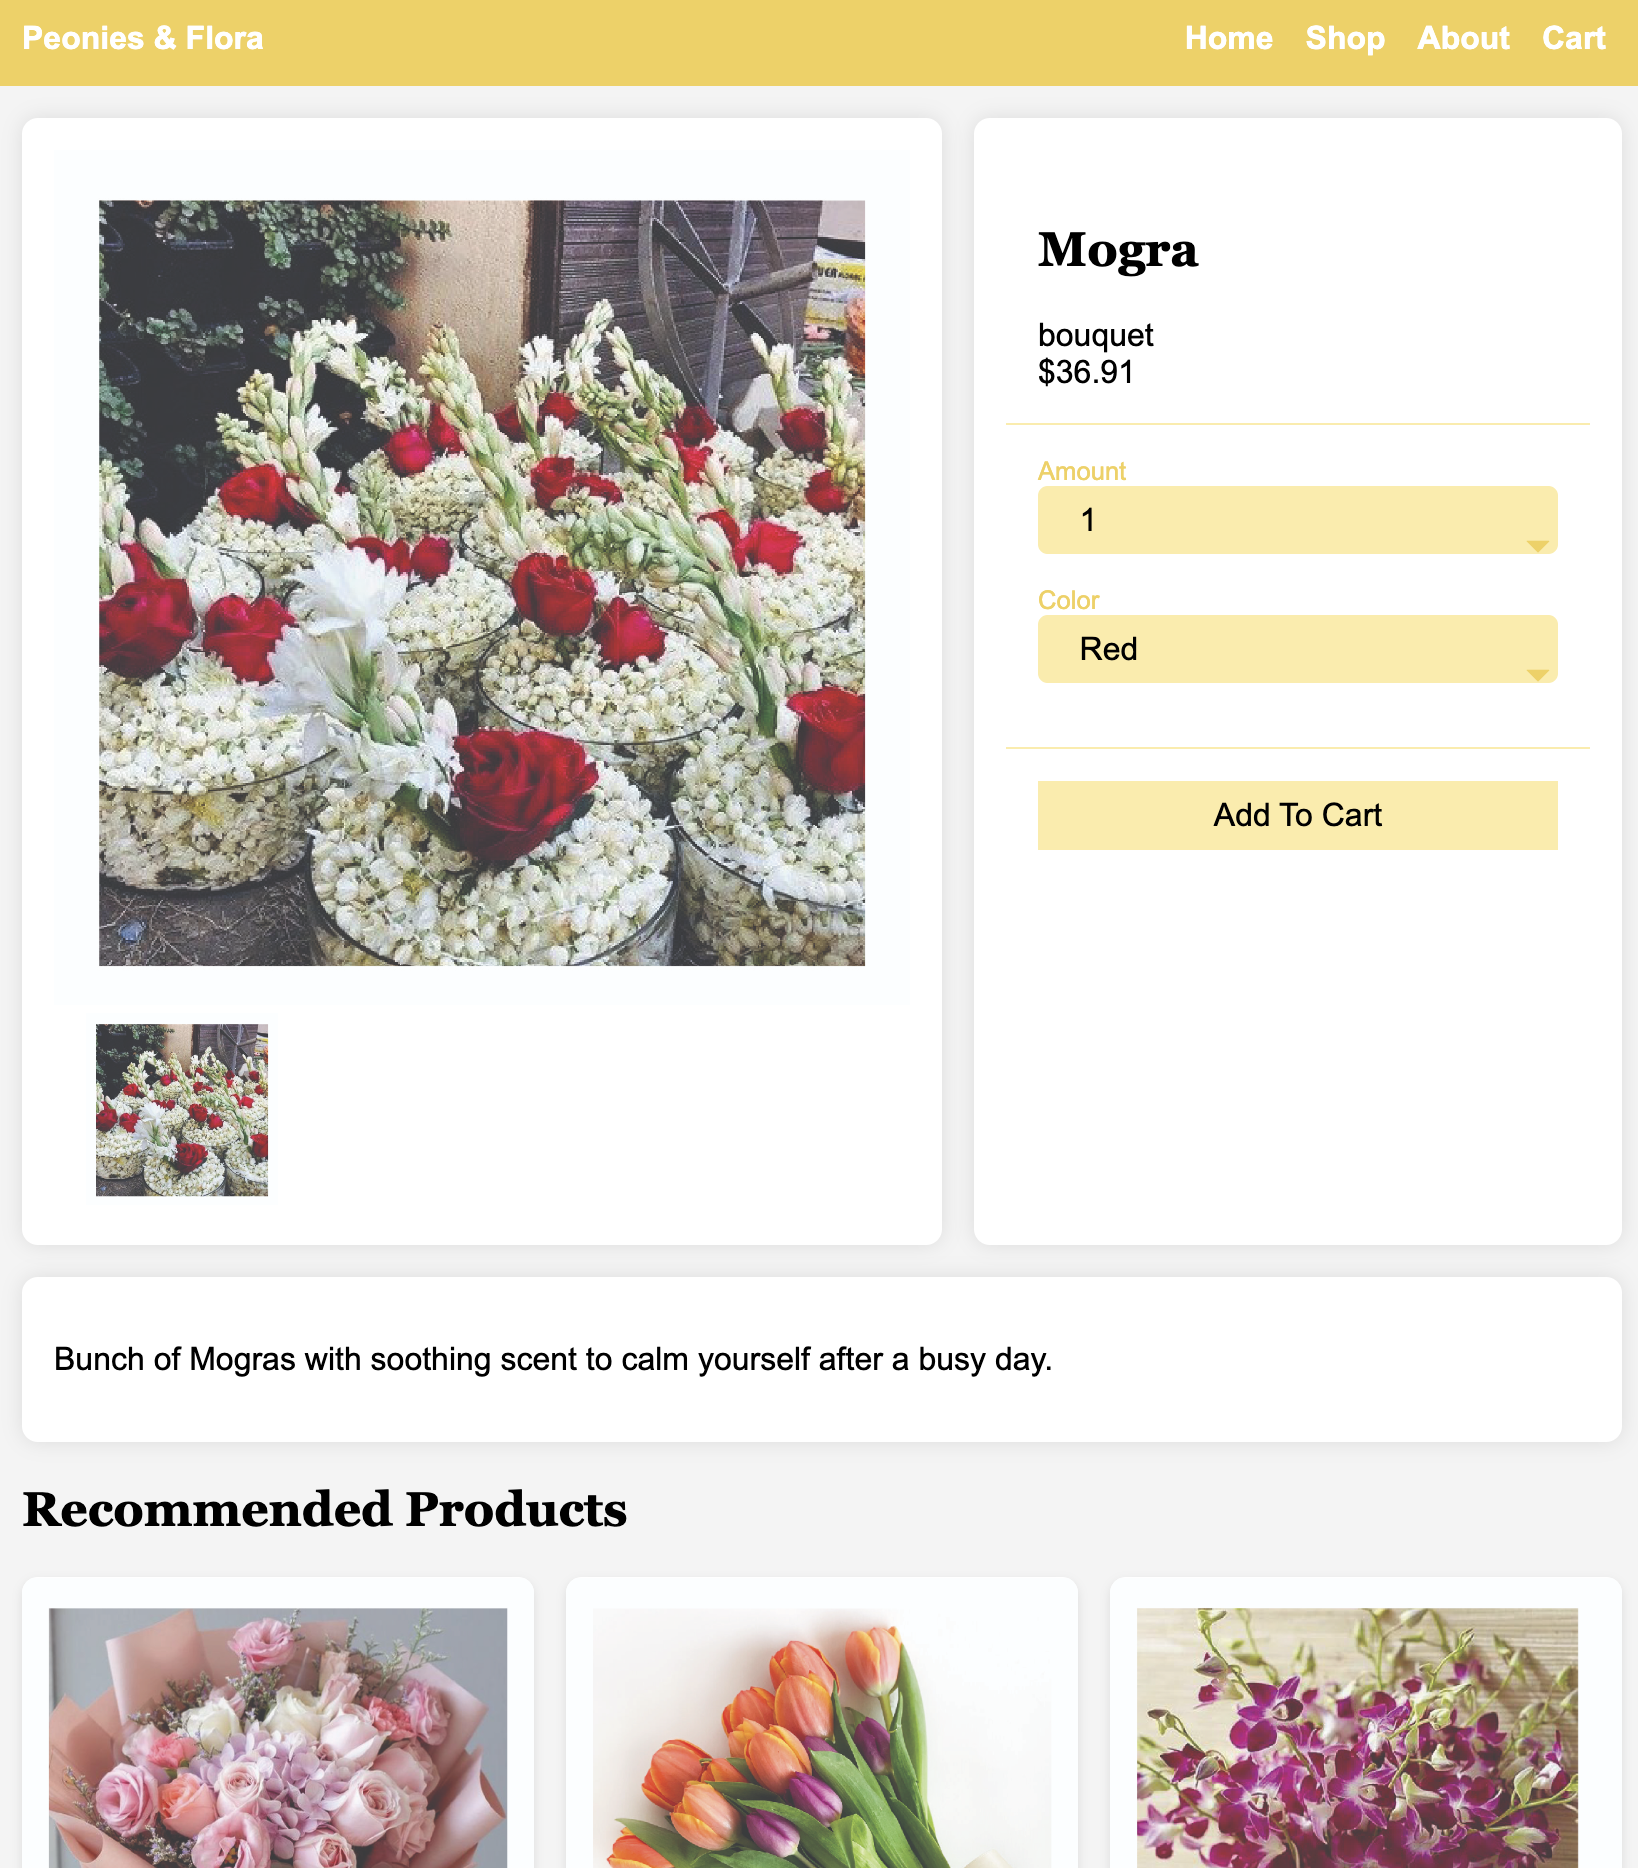 Peonies & Flora
Home Shop About Cart
Mogra
bouquet
$36.91
Amount
1
Color
Red
Add To Cart
Bunch of Mogras with soothing scent to calm yourself after a busy day.
Recommended Products